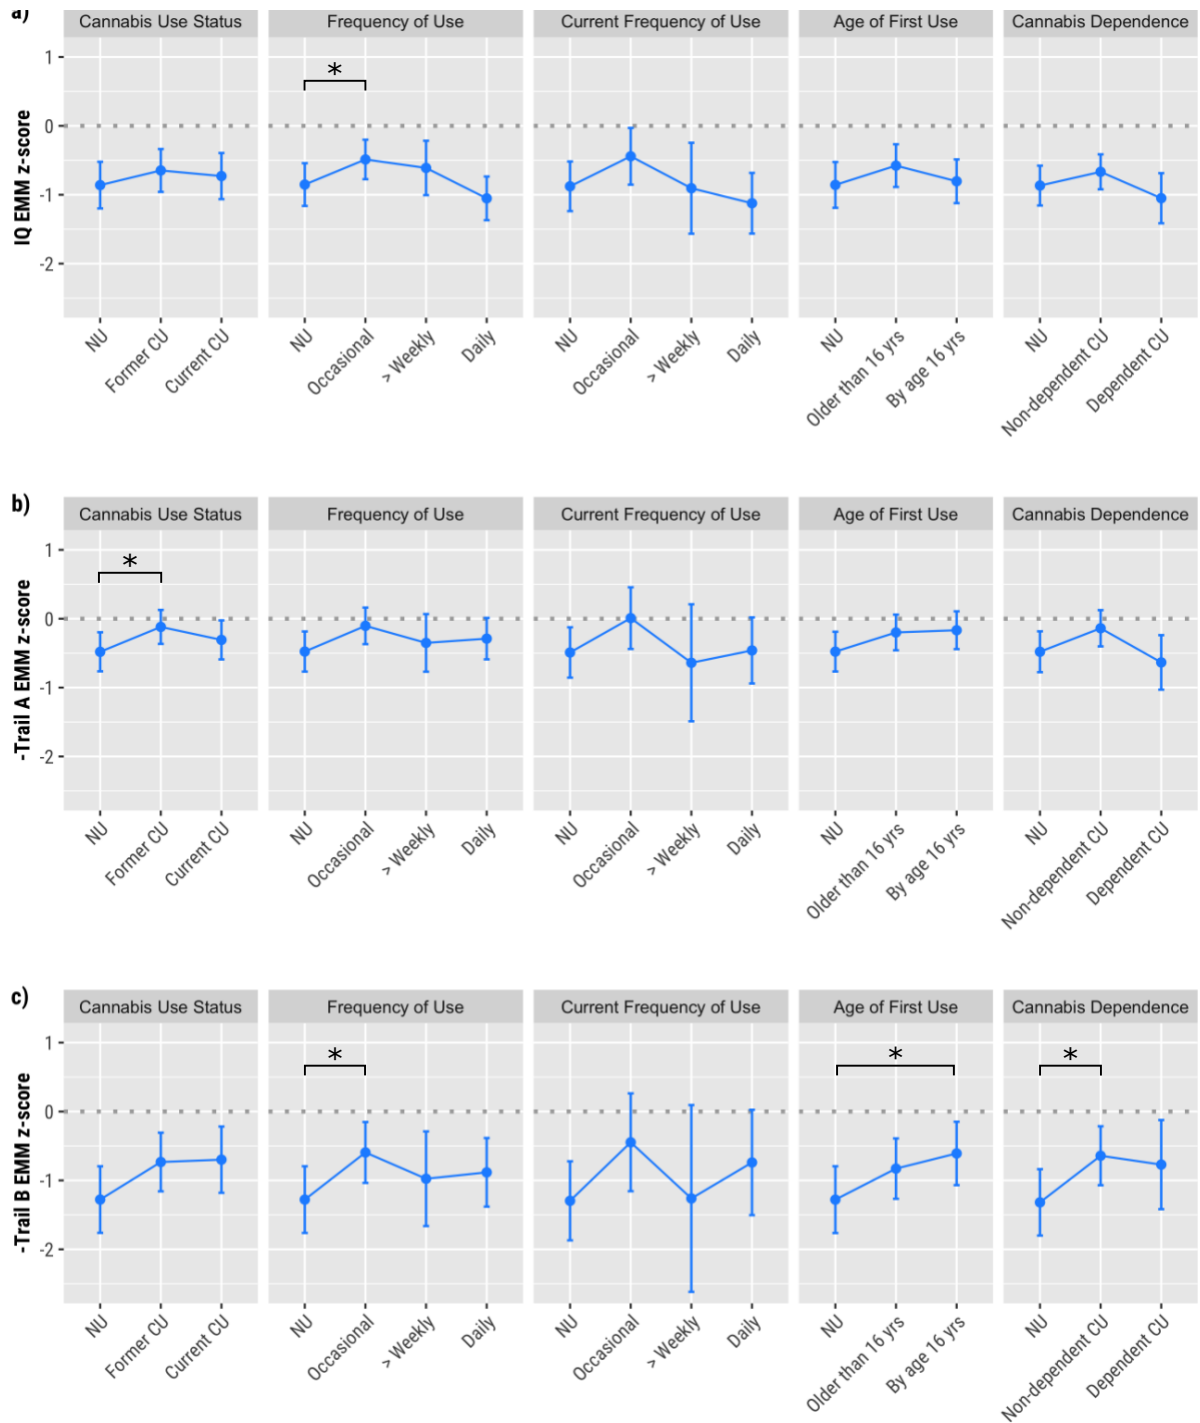 a)
Cannabis Use Status Frequency of Use Current Frequency of Use Age of First Use Cannabis Dependence
*
1
0
-1
-2
IQ EMM z-score
NU Former CU Current CU NU Occasional > Weekly Daily NU Occasional > Weekly Daily NU Older than 16 yrs By age 16 yrs NU Non-dependent CU Dependent CU
b)
Cannabis Use Status Frequency of Use Current Frequency of Use Age of First Use Cannabis Dependence
*
1
0
-1
-2
-Trail A EMM z-score
NU Former CU Current CU NU Occasional > Weekly Daily NU Occasional > Weekly Daily NU Older than 16 yrs By age 16 yrs NU Non-dependent CU Dependent CU
c)
Cannabis Use Status Frequency of Use Current Frequency of Use Age of First Use Cannabis Dependence
* * *
1
0
-1
-2
-Trail B EMM z-score
NU Former CU Current CU NU Occasional > Weekly Daily NU Occasional > Weekly Daily NU Older than 16 yrs By age 16 yrs NU Non-dependent CU Dependent CU